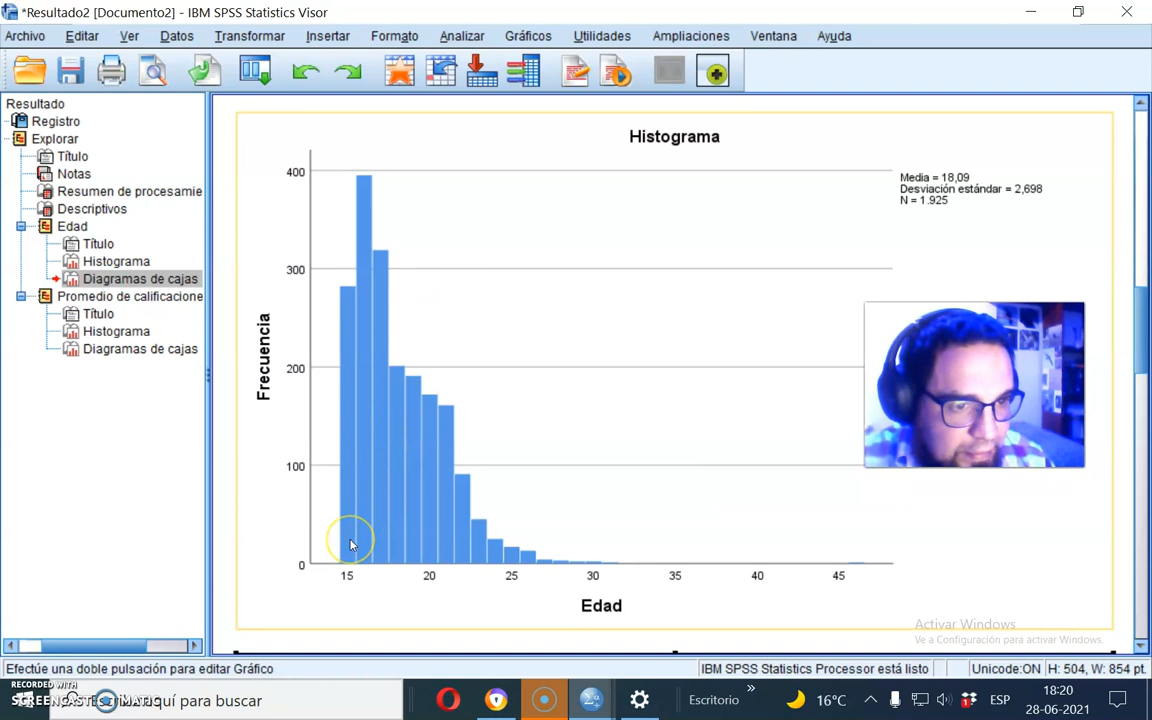 *Resultado2 [Documento2] - IBM SPSS Statistics Visor
Archivo Editar Ver Datos Transformar Insertar Formato Analizar Gráficos Utilidades Ampliaciones Ventana Ayuda
Resultado
Registro
Explorar
Título
Notas
Resumen de procesamie
Descriptivos
Edad
Título
Histograma
Diagramas de cajas
Promedio de calificacione
Título
Histograma
Diagramas de cajas
Histograma
Media = 18,09
Desviación estándar = 2,698
N = 1.925
400
300
200
100
0
Frecuencia
15 20 25 30 35 40 45
Edad
Activar Windows
Ve a Configuración para activar Windows.
Efectúe una doble pulsación para editar Gráfico
IBM SPSS Statistics Processor está listo
Unicode:ON
H: 504, W: 854 pt.
RECORDED WITH
SCREENCAST MATIC
quí para buscar
Escritorio
»
16°C
ESP
18:20
28-06-2021